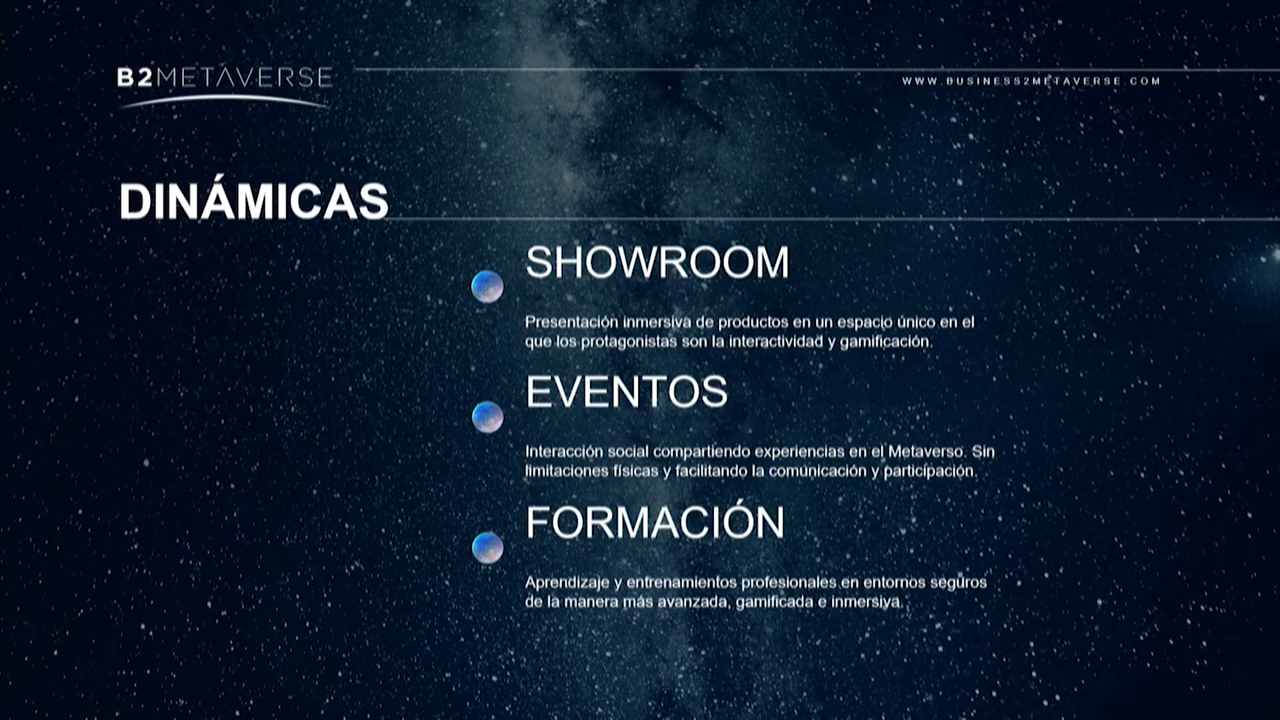 B2METAVERSE
WWW.BUSINESS2METAVERSE.COM
DINÁMICAS
SHOWROOM
Presentación inmersiva de productos en un espacio único en el
que los protagonistas son la interactividad y gamificación.
EVENTOS
Interacción social compartiendo experiencias en el Metaverso. Sin
limitaciones físicas y facilitando la comunicación y participación.
FORMACIÓN
Aprendizaje y entrenamientos profesionales en entornos seguros
de la manera más avanzada, gamificada e inmersiva.